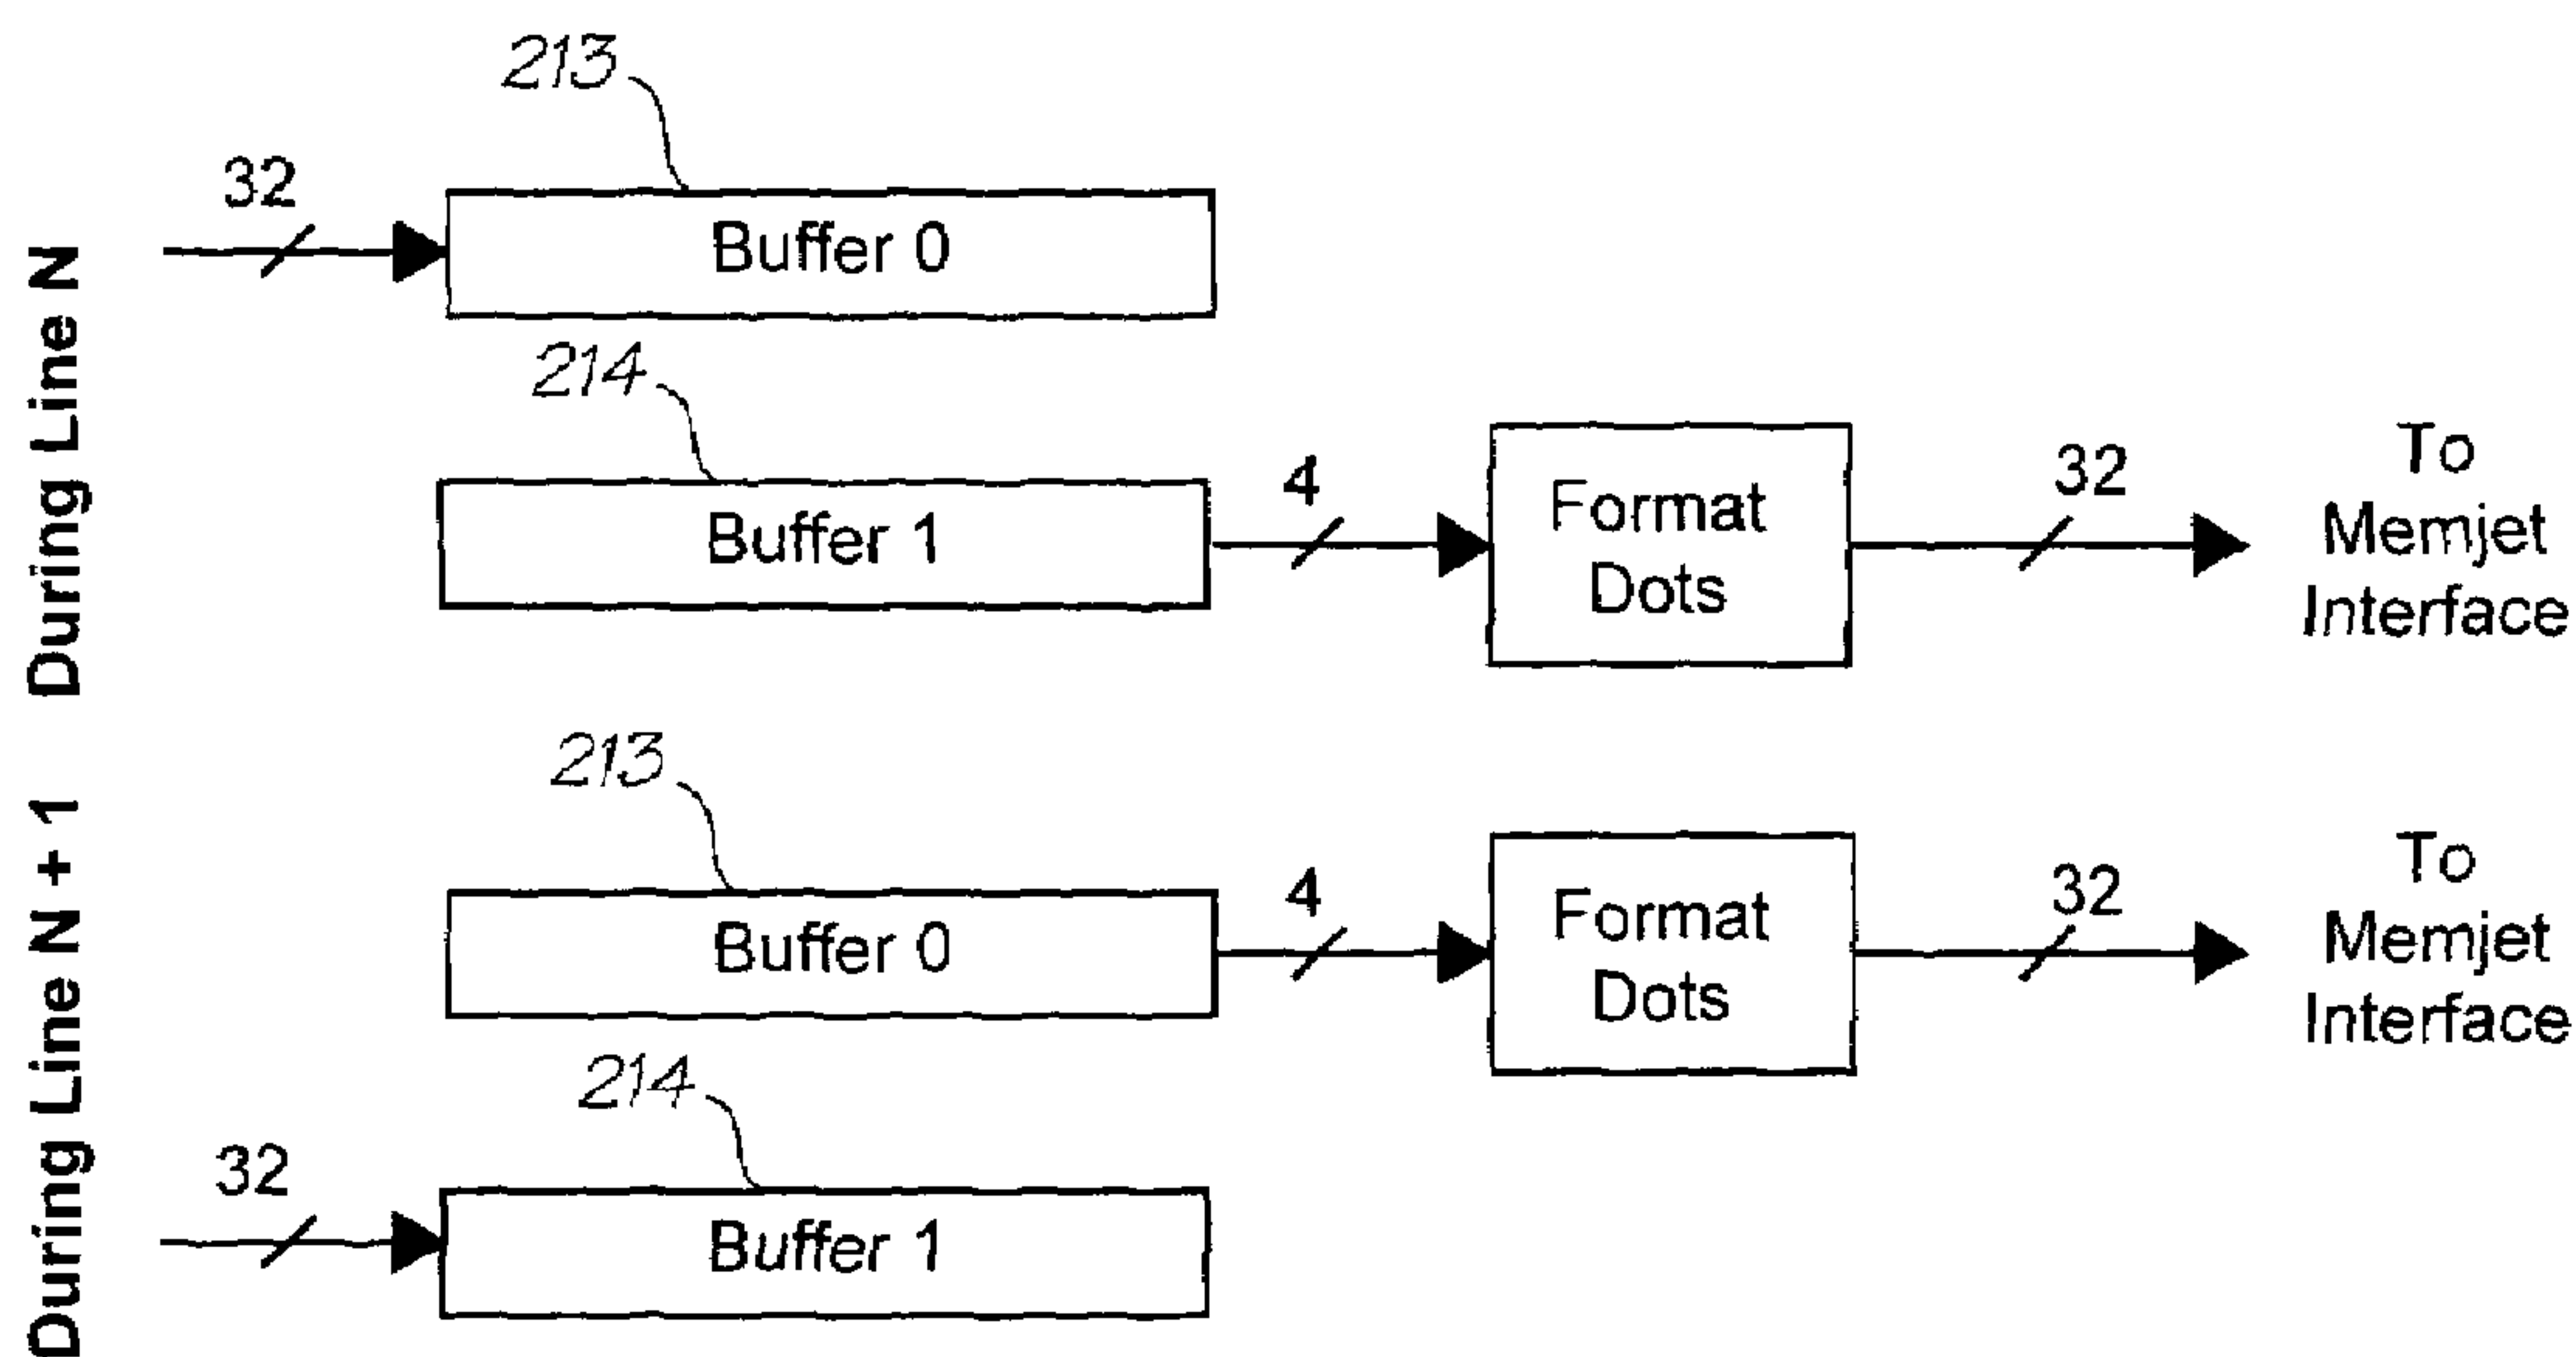 During Line N
213
32
Buffer 0
214
Buffer 1
4
Format
Dots
32
To
Memjet
Interface
During Line N + 1
213
Buffer 0
4
Format
Dots
32
To
Memjet
Interface
214
32
Buffer 1